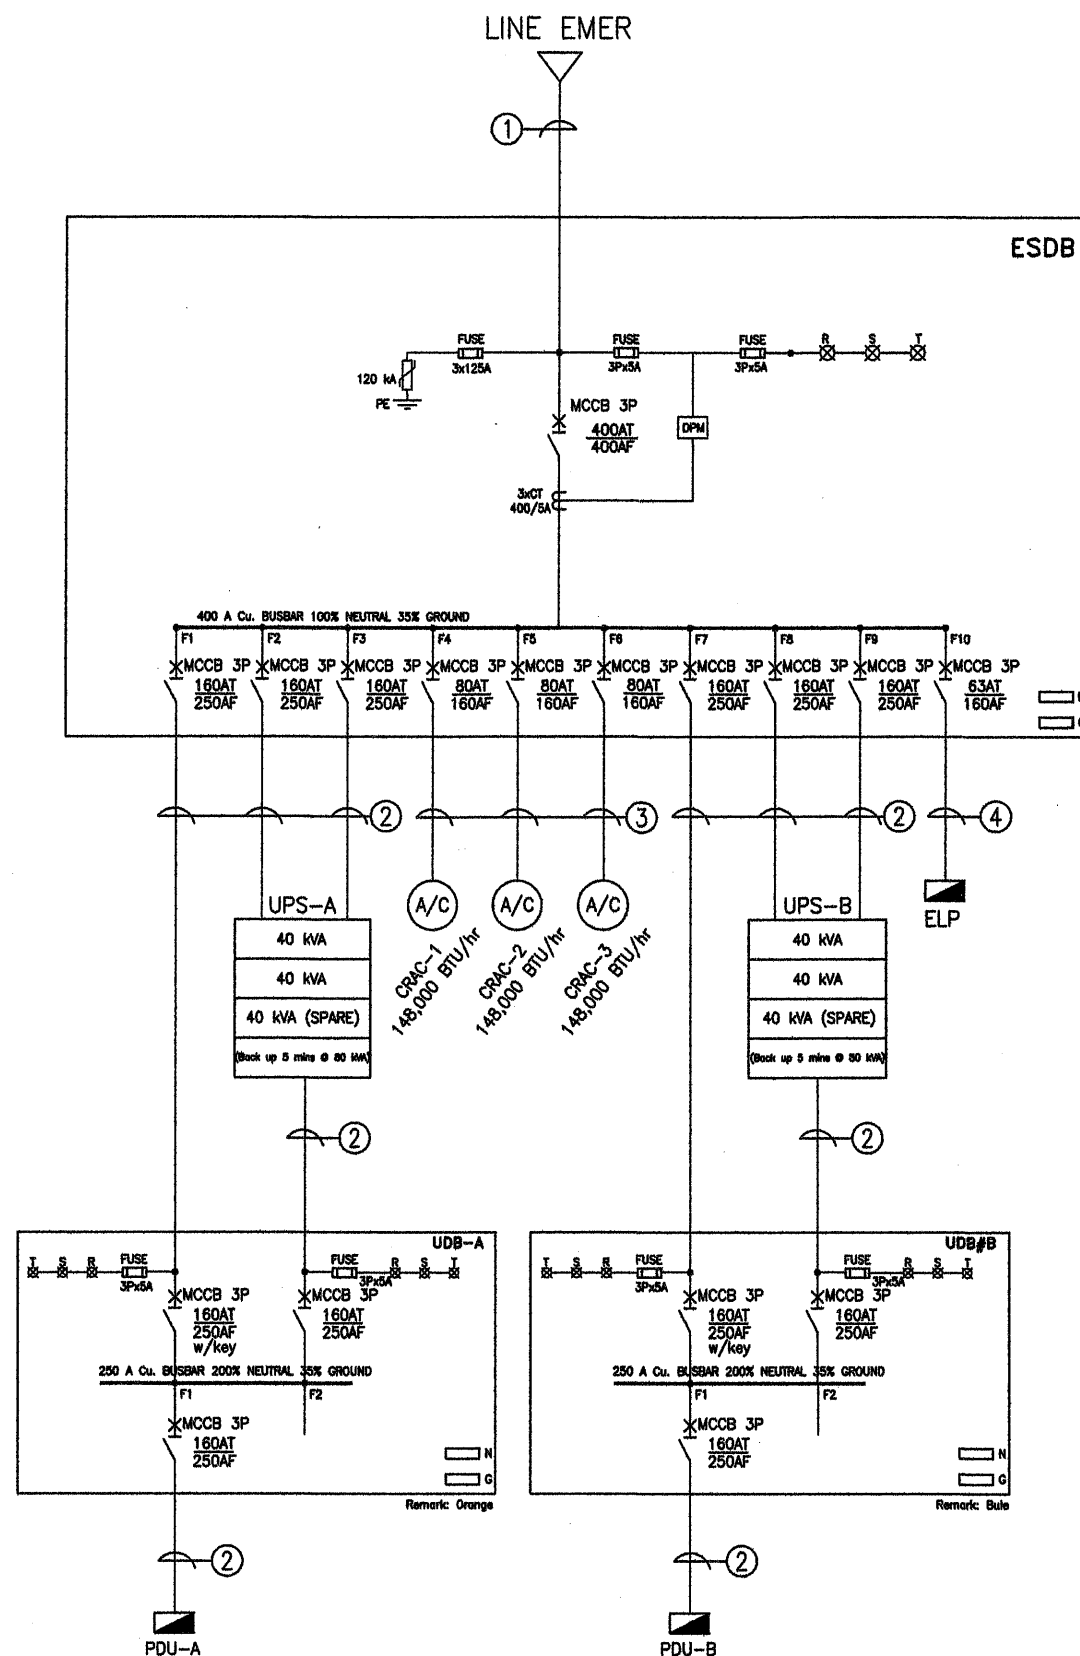 LINE EMER
1
ESDB
FUSE
3x125A
FUSE
3Px5A
FUSE
3Px5A
R
S
T
120 kA
PE
MCCB 3P
400AT
400AF
DPM
3xCT
400/5A
400 A Cu. BUSBAR 100% NEUTRAL 35% GROUND
F1
F2
F3
F4
F5
F6
F7
F8
F9
F10
MCCB 3P
160AT
250AF
MCCB 3P
160AT
250AF
MCCB 3P
160AT
250AF
MCCB 3P
80AT
160AF
MCCB 3P
80AT
160AF
MCCB 3P
80AT
160AF
MCCB 3P
160AT
250AF
MCCB 3P
160AT
250AF
MCCB 3P
160AT
250AF
MCCB 3P
63AT
160AF
2
3
2
4
UPS-A
40 kVA
40 kVA
40 kVA (SPARE)
(Back up 5 mins @ 80 kVA)
A/C
CRAC-1
148,000 BTU/hr
A/C
CRAC-2
148,000 BTU/hr
A/C
CRAC-3
148,000 BTU/hr
UPS-B
40 kVA
40 kVA
40 kVA (SPARE)
(Back up 5 mins @ 80 kVA)
ELP
2
2
UDB-A
T
S
R
FUSE
3Px5A
FUSE
3Px5A
R
S
T
MCCB 3P
160AT
250AF
w/key
MCCB 3P
160AT
250AF
250 A Cu. BUSBAR 200% NEUTRAL 35% GROUND
F1
F2
MCCB 3P
160AT
250AF
N
G
Remark: Orange
2
PDU-A
UDB#B
T
S
R
FUSE
3Px5A
FUSE
3Px5A
R
S
T
MCCB 3P
160AT
250AF
w/key
MCCB 3P
160AT
250AF
250 A Cu. BUSBAR 200% NEUTRAL 35% GROUND
F1
F2
MCCB 3P
160AT
250AF
N
G
Remark: Bule
2
PDU-B